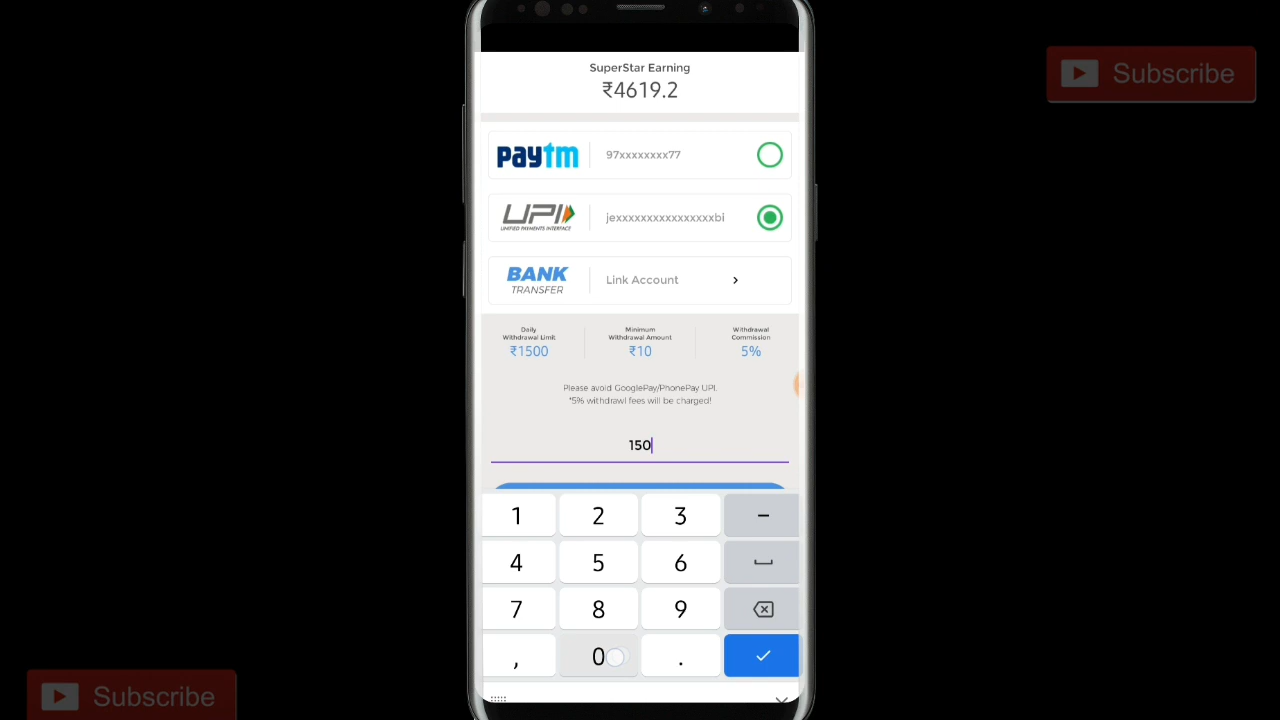 SuperStar Earning
₹4619.2
Subscribe
paytm
97xxxxxxxx77
UPI
UNIFIED PAYMENTS INTERFACE
jexxxxxxxxxxxxxxxxbi
BANK
TRANSFER
Link Account
Daily
Withdrawal Limit
₹1500
Minimum
Withdrawal Amount
₹10
Withdrawal
Commission
5%
Please avoid GooglePay/PhonePay UPI.
*5% withdrawl fees will be charged!
150
1 2 3 –
4 5 6
7 8 9
, 0 .
Subscribe